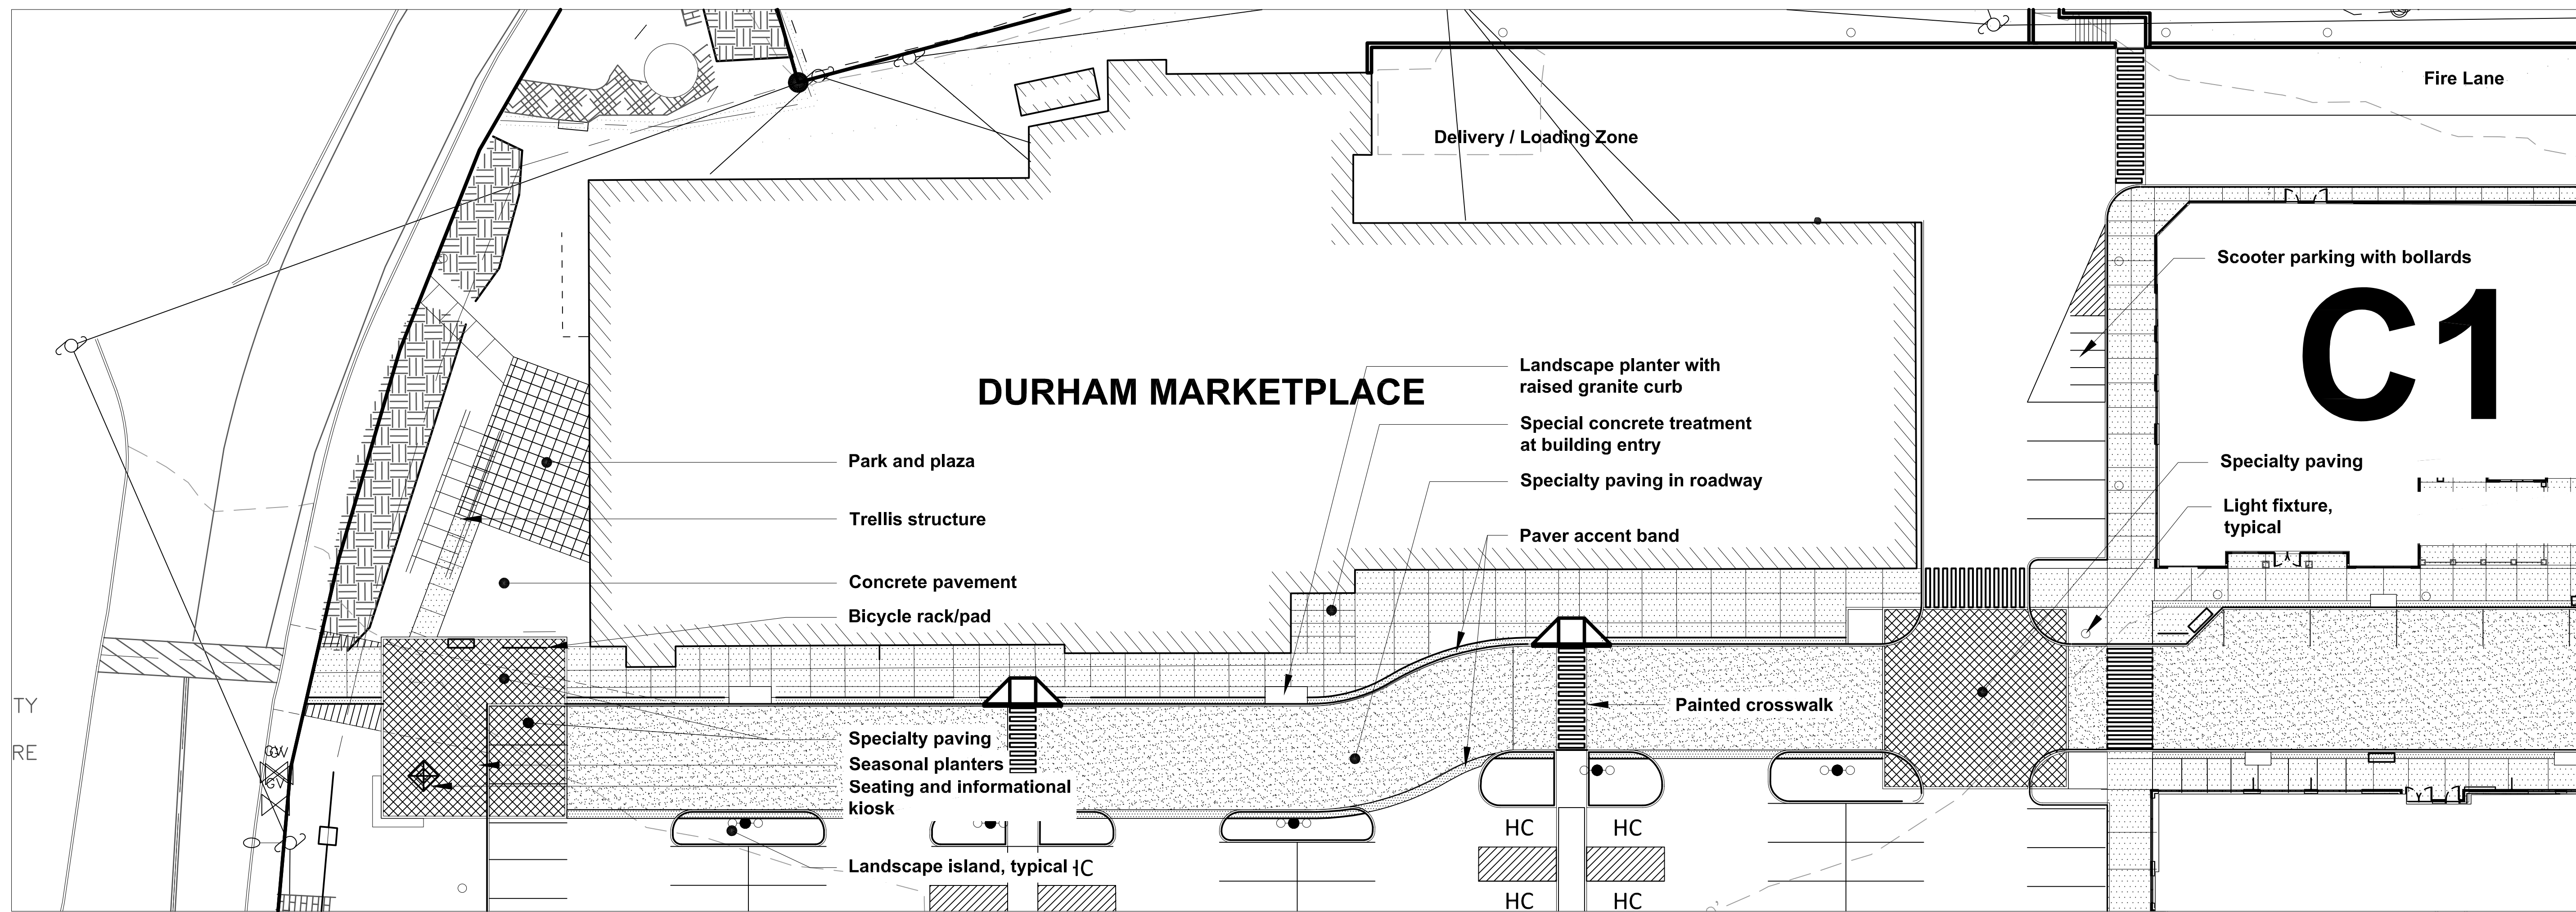 Fire Lane
Delivery / Loading Zone
Scooter parking with bollards
C1
Landscape planter with
raised granite curb
DURHAM MARKETPLACE
Special concrete treatment
at building entry
Park and plaza
Specialty paving
Specialty paving in roadway
Light fixture,
typical
Trellis structure
Paver accent band
Concrete pavement
Bicycle rack/pad
TY
Painted crosswalk
Specialty paving
RE
GV
GV
Seasonal planters
Seating and informational
kiosk
HC
HC
Landscape island, typical
HC
HC
HC